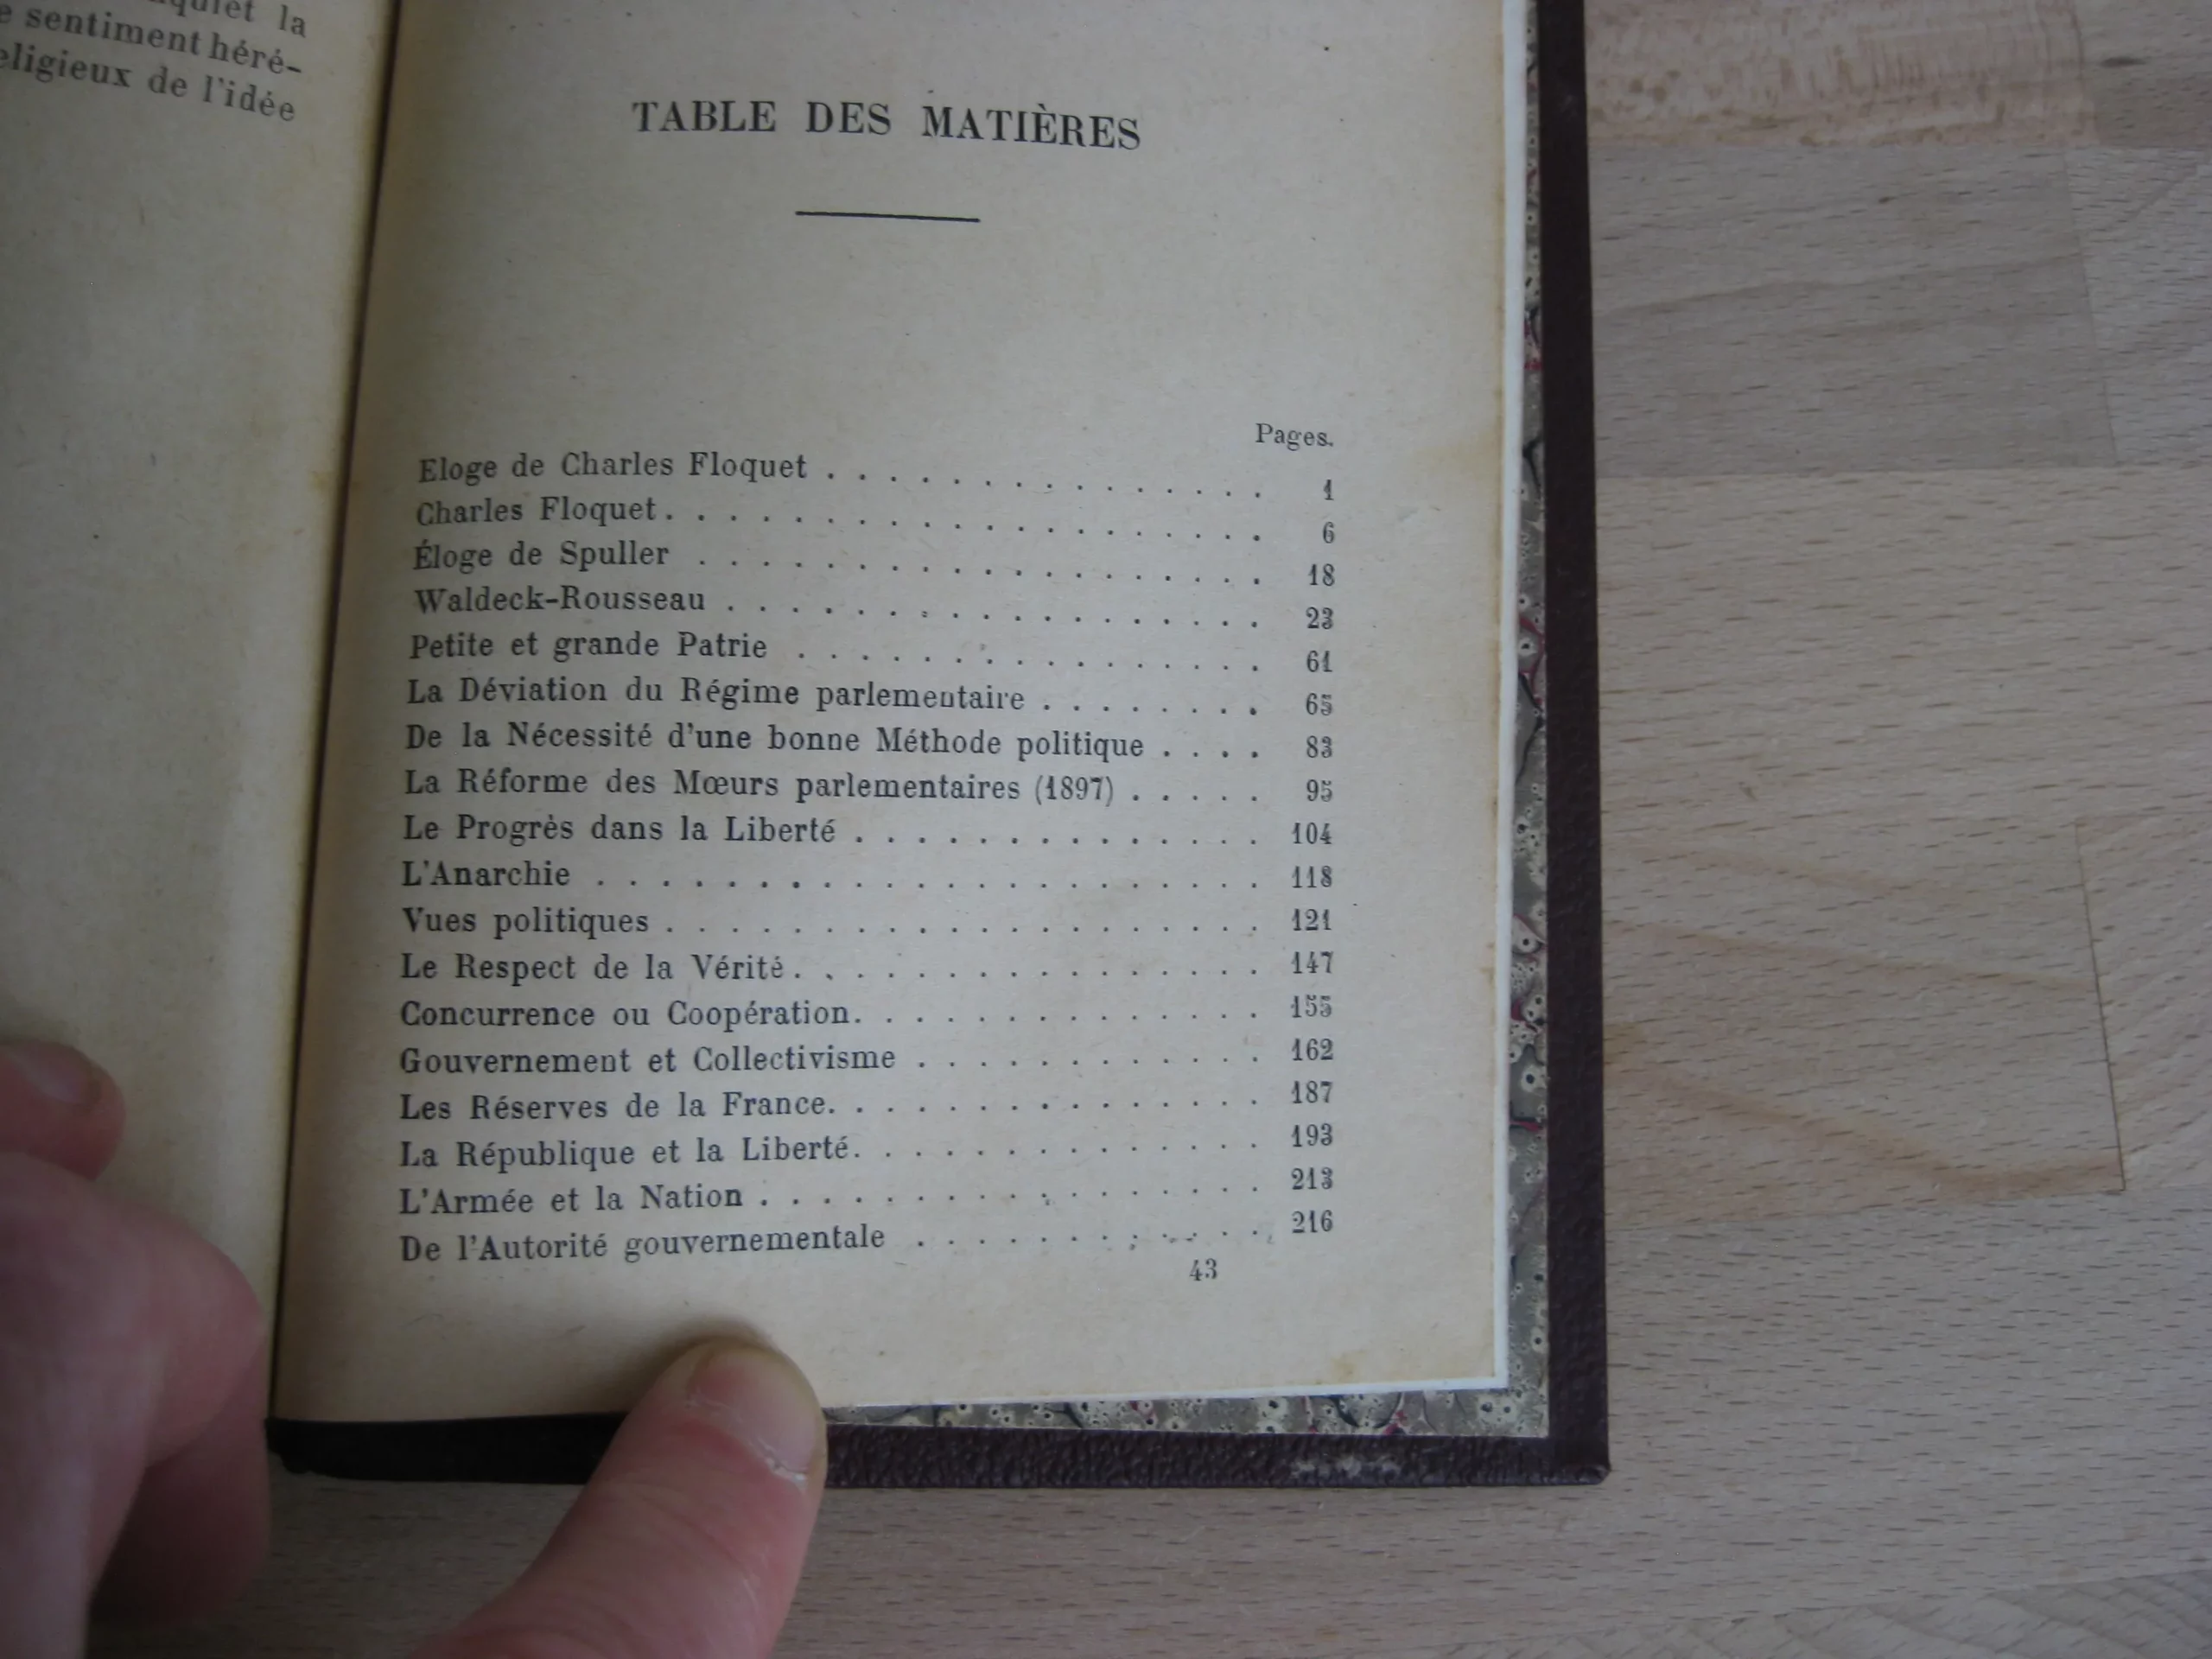 la
sentiment héré-
de l'idée
TABLE DES MATIÈRES
Pages.
Eloge de Charles Floquet . . . . . . . . . . . . . . 1
Charles Floquet . . . . . . . . . . . . . . . . . . . 6
Éloge de Spuller . . . . . . . . . . . . . . . . . . 18
Waldeck-Rousseau . . . . . . . . . . . . . . . . . 23
Petite et grande Patrie . . . . . . . . . . . . . . . 61
La Déviation du Régime parlementaire . . . . . . . . 65
De la Nécessité d'une bonne Méthode politique . . . . 83
La Réforme des Mœurs parlementaires (1897) . . . . . 95
Le Progrès dans la Liberté . . . . . . . . . . . . . 104
L'Anarchie . . . . . . . . . . . . . . . . . . . . . 118
Vues politiques . . . . . . . . . . . . . . . . . . . 121
Le Respect de la Vérité . . . . . . . . . . . . . . . 147
Concurrence ou Coopération . . . . . . . . . . . . . 155
Gouvernement et Collectivisme . . . . . . . . . . . 162
Les Réserves de la France . . . . . . . . . . . . . . 187
La République et la Liberté . . . . . . . . . . . . . 193
L'Armée et la Nation . . . . . . . . . . . . . . . . 213
De l'Autorité gouvernementale . . . . . . . . . . . 216
43